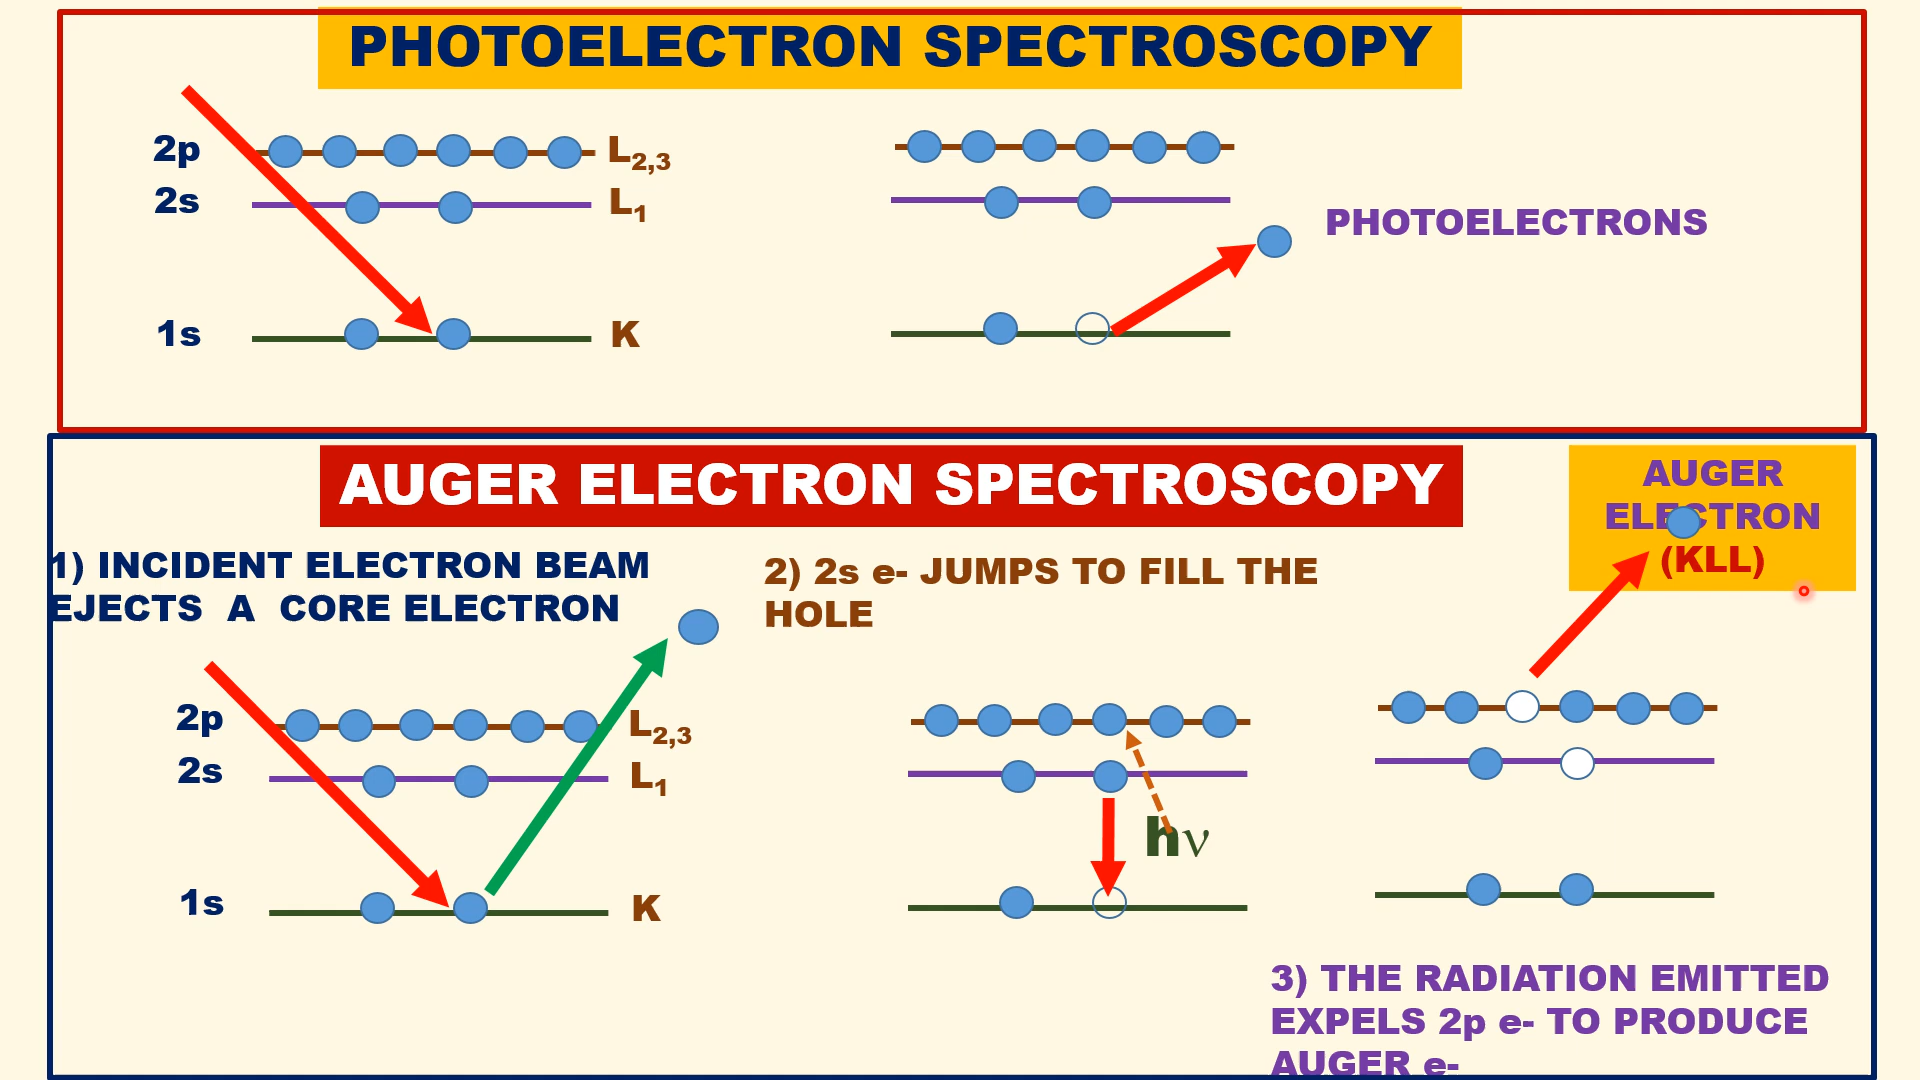 PHOTOELECTRON SPECTROSCOPY
2p
L2,3
2s
L1
PHOTOELECTRONS
1s
K
AUGER ELECTRON SPECTROSCOPY
AUGER
ELECTRON
(KLL)
1) INCIDENT ELECTRON BEAM
EJECTS A CORE ELECTRON
2) 2s e- JUMPS TO FILL THE
HOLE
2p
L2,3
2s
L1
hν
1s
K
3) THE RADIATION EMITTED
EXPELS 2p e- TO PRODUCE
AUGER e-